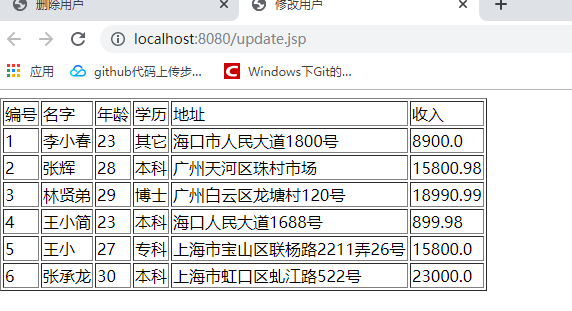 删除用户 修改用户
localhost:8080/update.jsp
应用 github代码上传步... Windows下Git的...
编号 名字 年龄 学历 地址 收入
1 李小春 23 其它 海口市人民大道1800号 8900.0
2 张辉 28 本科 广州天河区珠村市场 15800.98
3 林贤弟 29 博士 广州白云区龙塘村120号 18990.99
4 王小简 23 本科 海口人民大道1688号 899.98
5 王小 27 专科 上海市宝山区联杨路2211弄26号 15800.0
6 张承龙 30 本科 上海市虹口区虬江路522号 23000.0